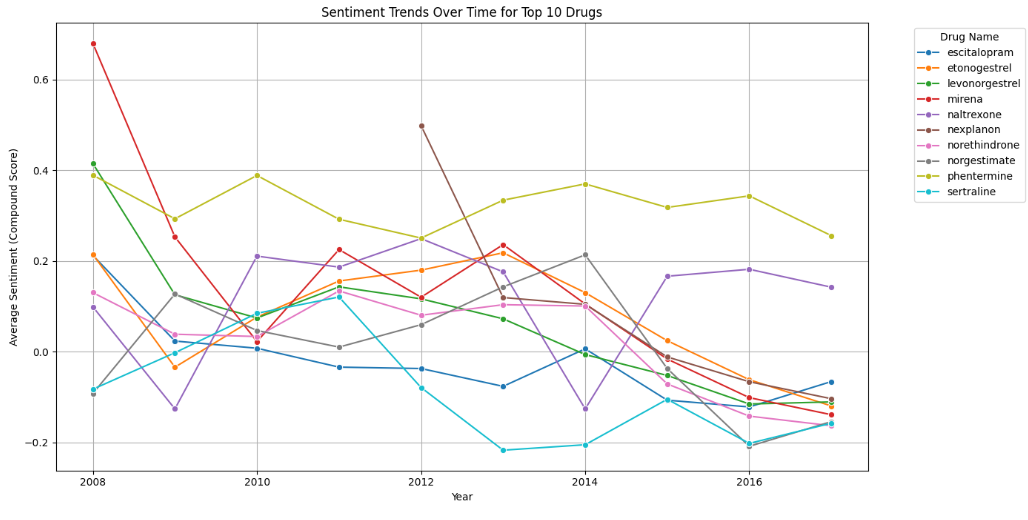 Sentiment Trends Over Time for Top 10 Drugs
Average Sentiment (Compound Score)
0.6
0.4
0.2
0.0
−0.2
2008
2010
2012
2014
2016
Year
Drug Name
escitalopram
etonogestrel
levonorgestrel
mirena
naltrexone
nexplanon
norethindrone
norgestimate
phentermine
sertraline